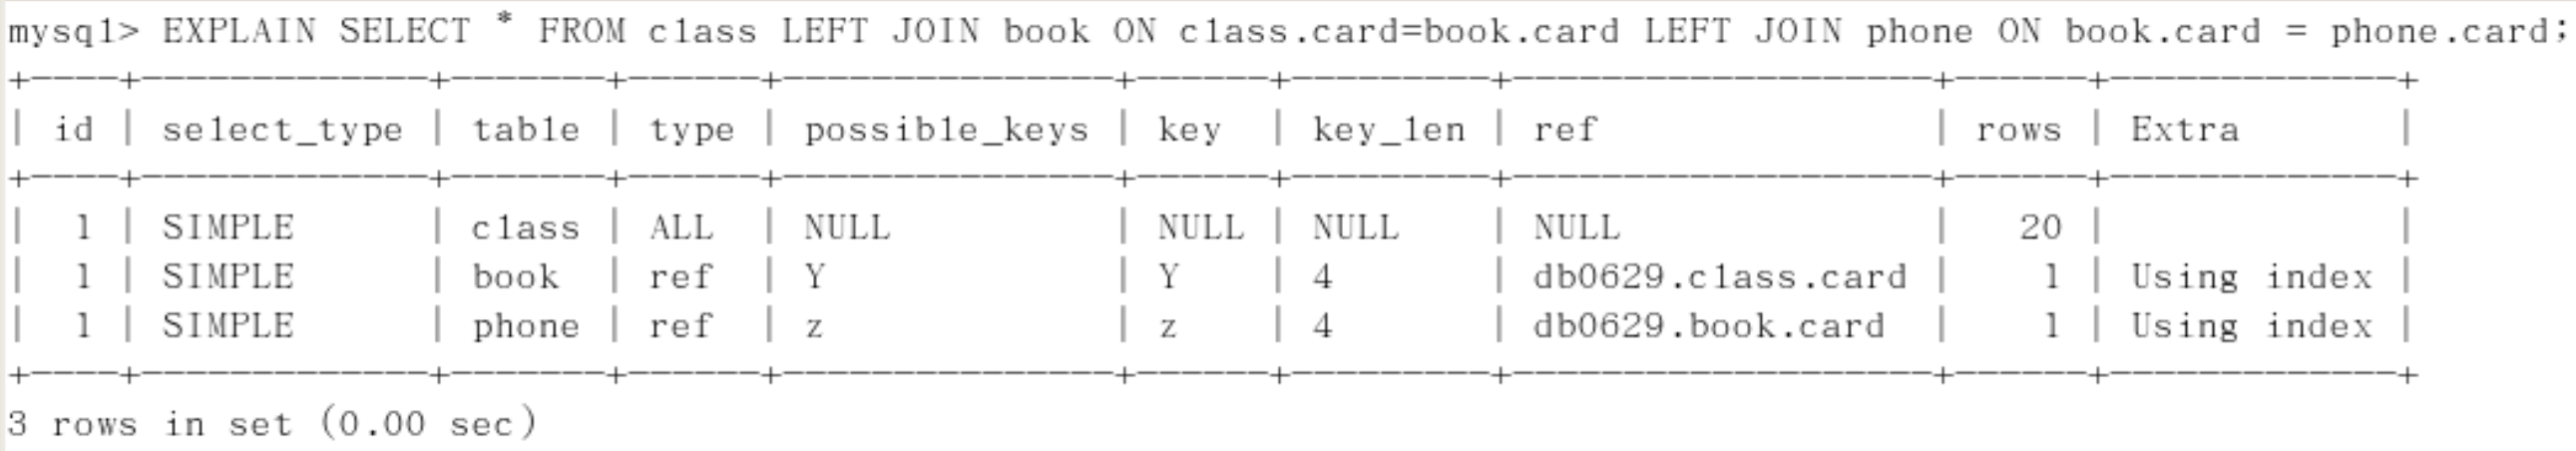 mysql> EXPLAIN SELECT * FROM class LEFT JOIN book ON class.card=book.card LEFT JOIN phone ON book.card = phone.card;
+----+-------------+-------+------+---------------+------+---------+-------------------+------+-------------+
| id | select_type | table | type | possible_keys | key  | key_len | ref               | rows | Extra       |
+----+-------------+-------+------+---------------+------+---------+-------------------+------+-------------+
|  1 | SIMPLE      | class | ALL  | NULL          | NULL | NULL    | NULL              |   20 |             |
|  1 | SIMPLE      | book  | ref  | Y             | Y    | 4       | db0629.class.card |    1 | Using index |
|  1 | SIMPLE      | phone | ref  | z             | z    | 4       | db0629.book.card  |    1 | Using index |
+----+-------------+-------+------+---------------+------+---------+-------------------+------+-------------+
3 rows in set (0.00 sec)